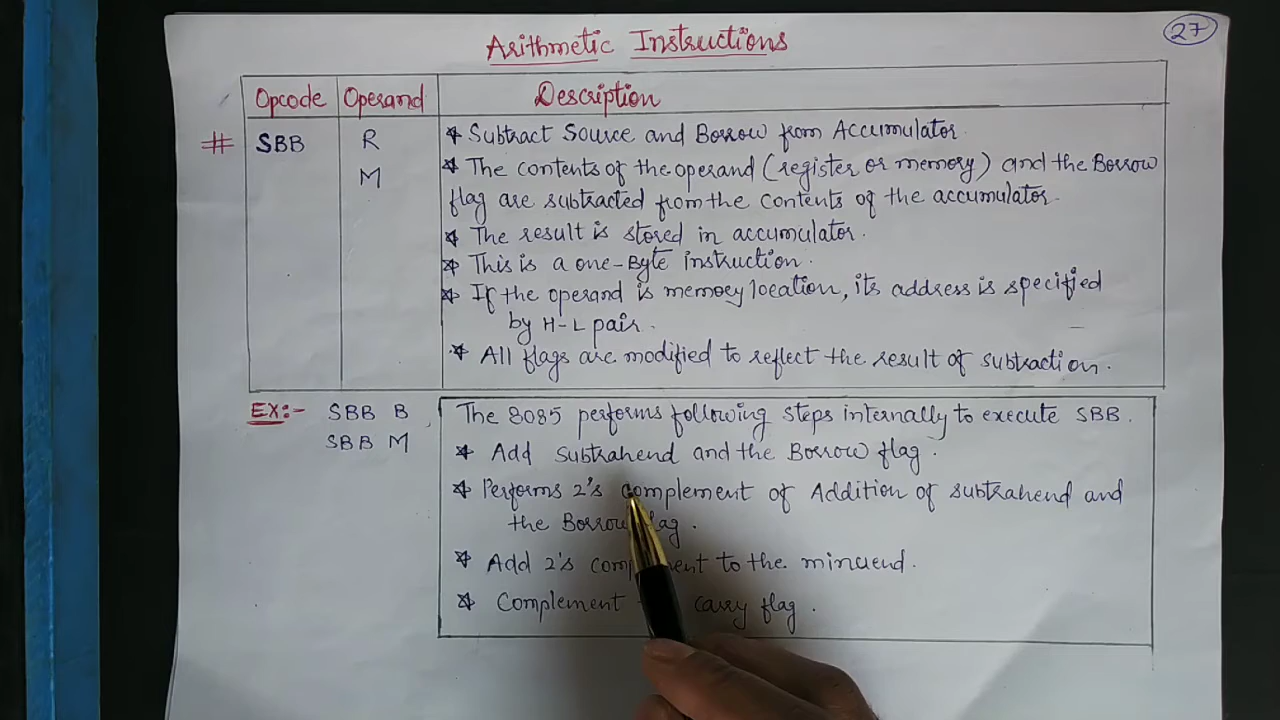 27
Arithmetic Instructions
Opcode Operand Description
# SBB R * Subtract Source and Borrow from Accumulator.
M * The contents of the operand (register or memory) and the Borrow
flag are subtracted from the contents of the accumulator.
* The result is stored in accumulator.
* This is a one-Byte instruction.
* If the operand is memory location, its address is specified
by H-L pair.
* All flags are modified to reflect the result of subtraction.
EX:- SBB B
SBB M
The 8085 performs following steps internally to execute SBB.
* Add Subtrahend and the Borrow flag.
* Performs 2's complement of Addition of subtrahend and
the Borrow flag.
* Add 2's complement to the minuend.
* Complement carry flag.